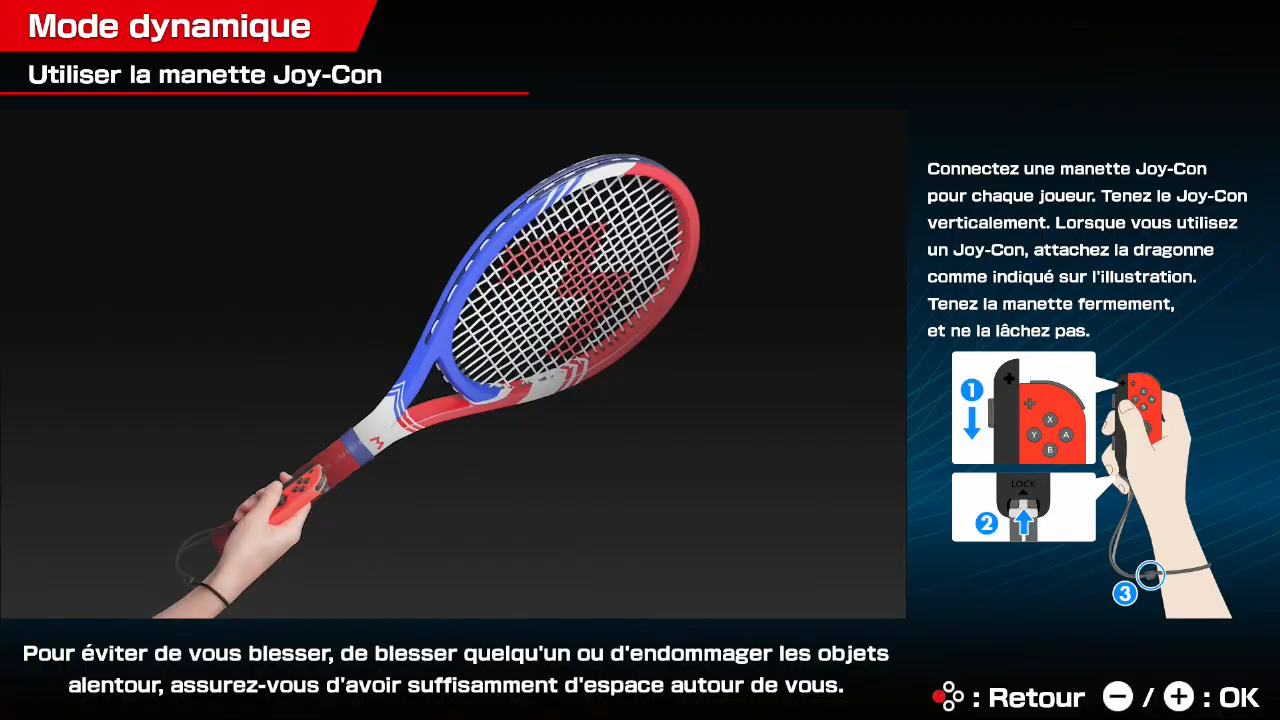 Mode dynamique
Utiliser la manette Joy-Con
Connectez une manette Joy-Con
pour chaque joueur. Tenez le Joy-Con
verticalement. Lorsque vous utilisez
un Joy-Con, attachez la dragonne
comme indiqué sur l'illustration.
Tenez la manette fermement,
et ne la lâchez pas.
1
X
Y A
B
LOCK
2
3
M
Pour éviter de vous blesser, de blesser quelqu'un ou d'endommager les objets
alentour, assurez-vous d'avoir suffisamment d'espace autour de vous.
: Retour − / + : OK